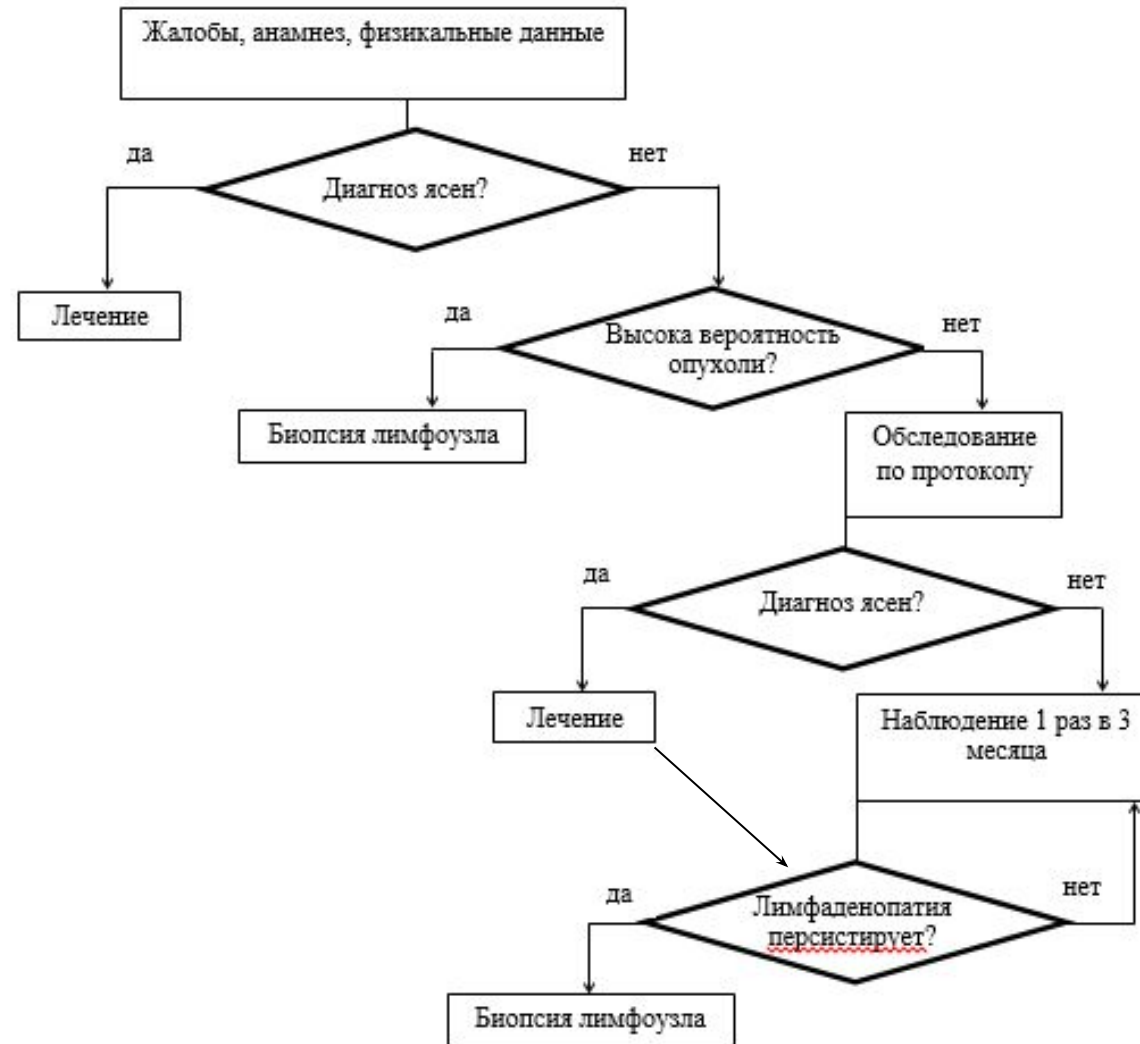 Жалобы, анамнез, физикальные данные
да
нет
Диагноз ясен?
Лечение
да
нет
Высока вероятность
опухоли?
Биопсия лимфоузла
Обследование
по протоколу
да
нет
Диагноз ясен?
Лечение
Наблюдение 1 раз в 3
месяца
да
нет
Лимфаденопатия
персистирует?
Биопсия лимфоузла